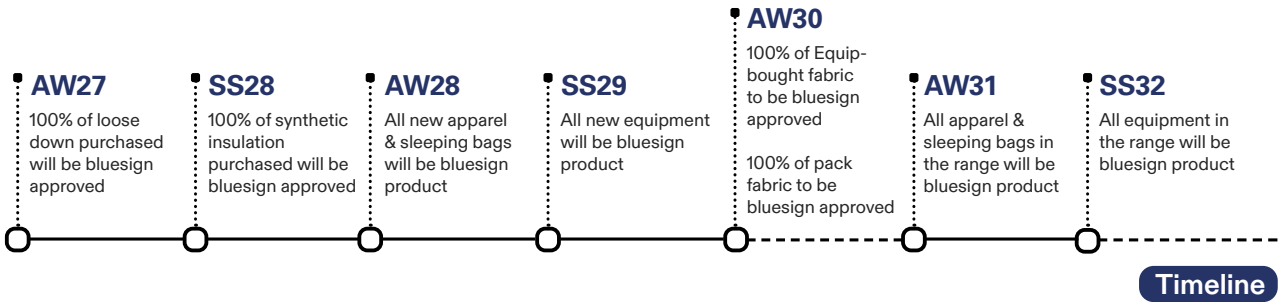 AW27
100% of loose
down purchased
will be bluesign
approved
SS28
100% of synthetic
insulation
purchased will be
bluesign approved
AW28
All new apparel
& sleeping bags
will be bluesign
product
SS29
All new equipment
will be bluesign
product
AW30
100% of Equip-
bought fabric
to be bluesign
approved
100% of pack
fabric to be
bluesign approved
AW31
All apparel &
sleeping bags in
the range will be
bluesign product
SS32
All equipment in
the range will be
bluesign product
Timeline